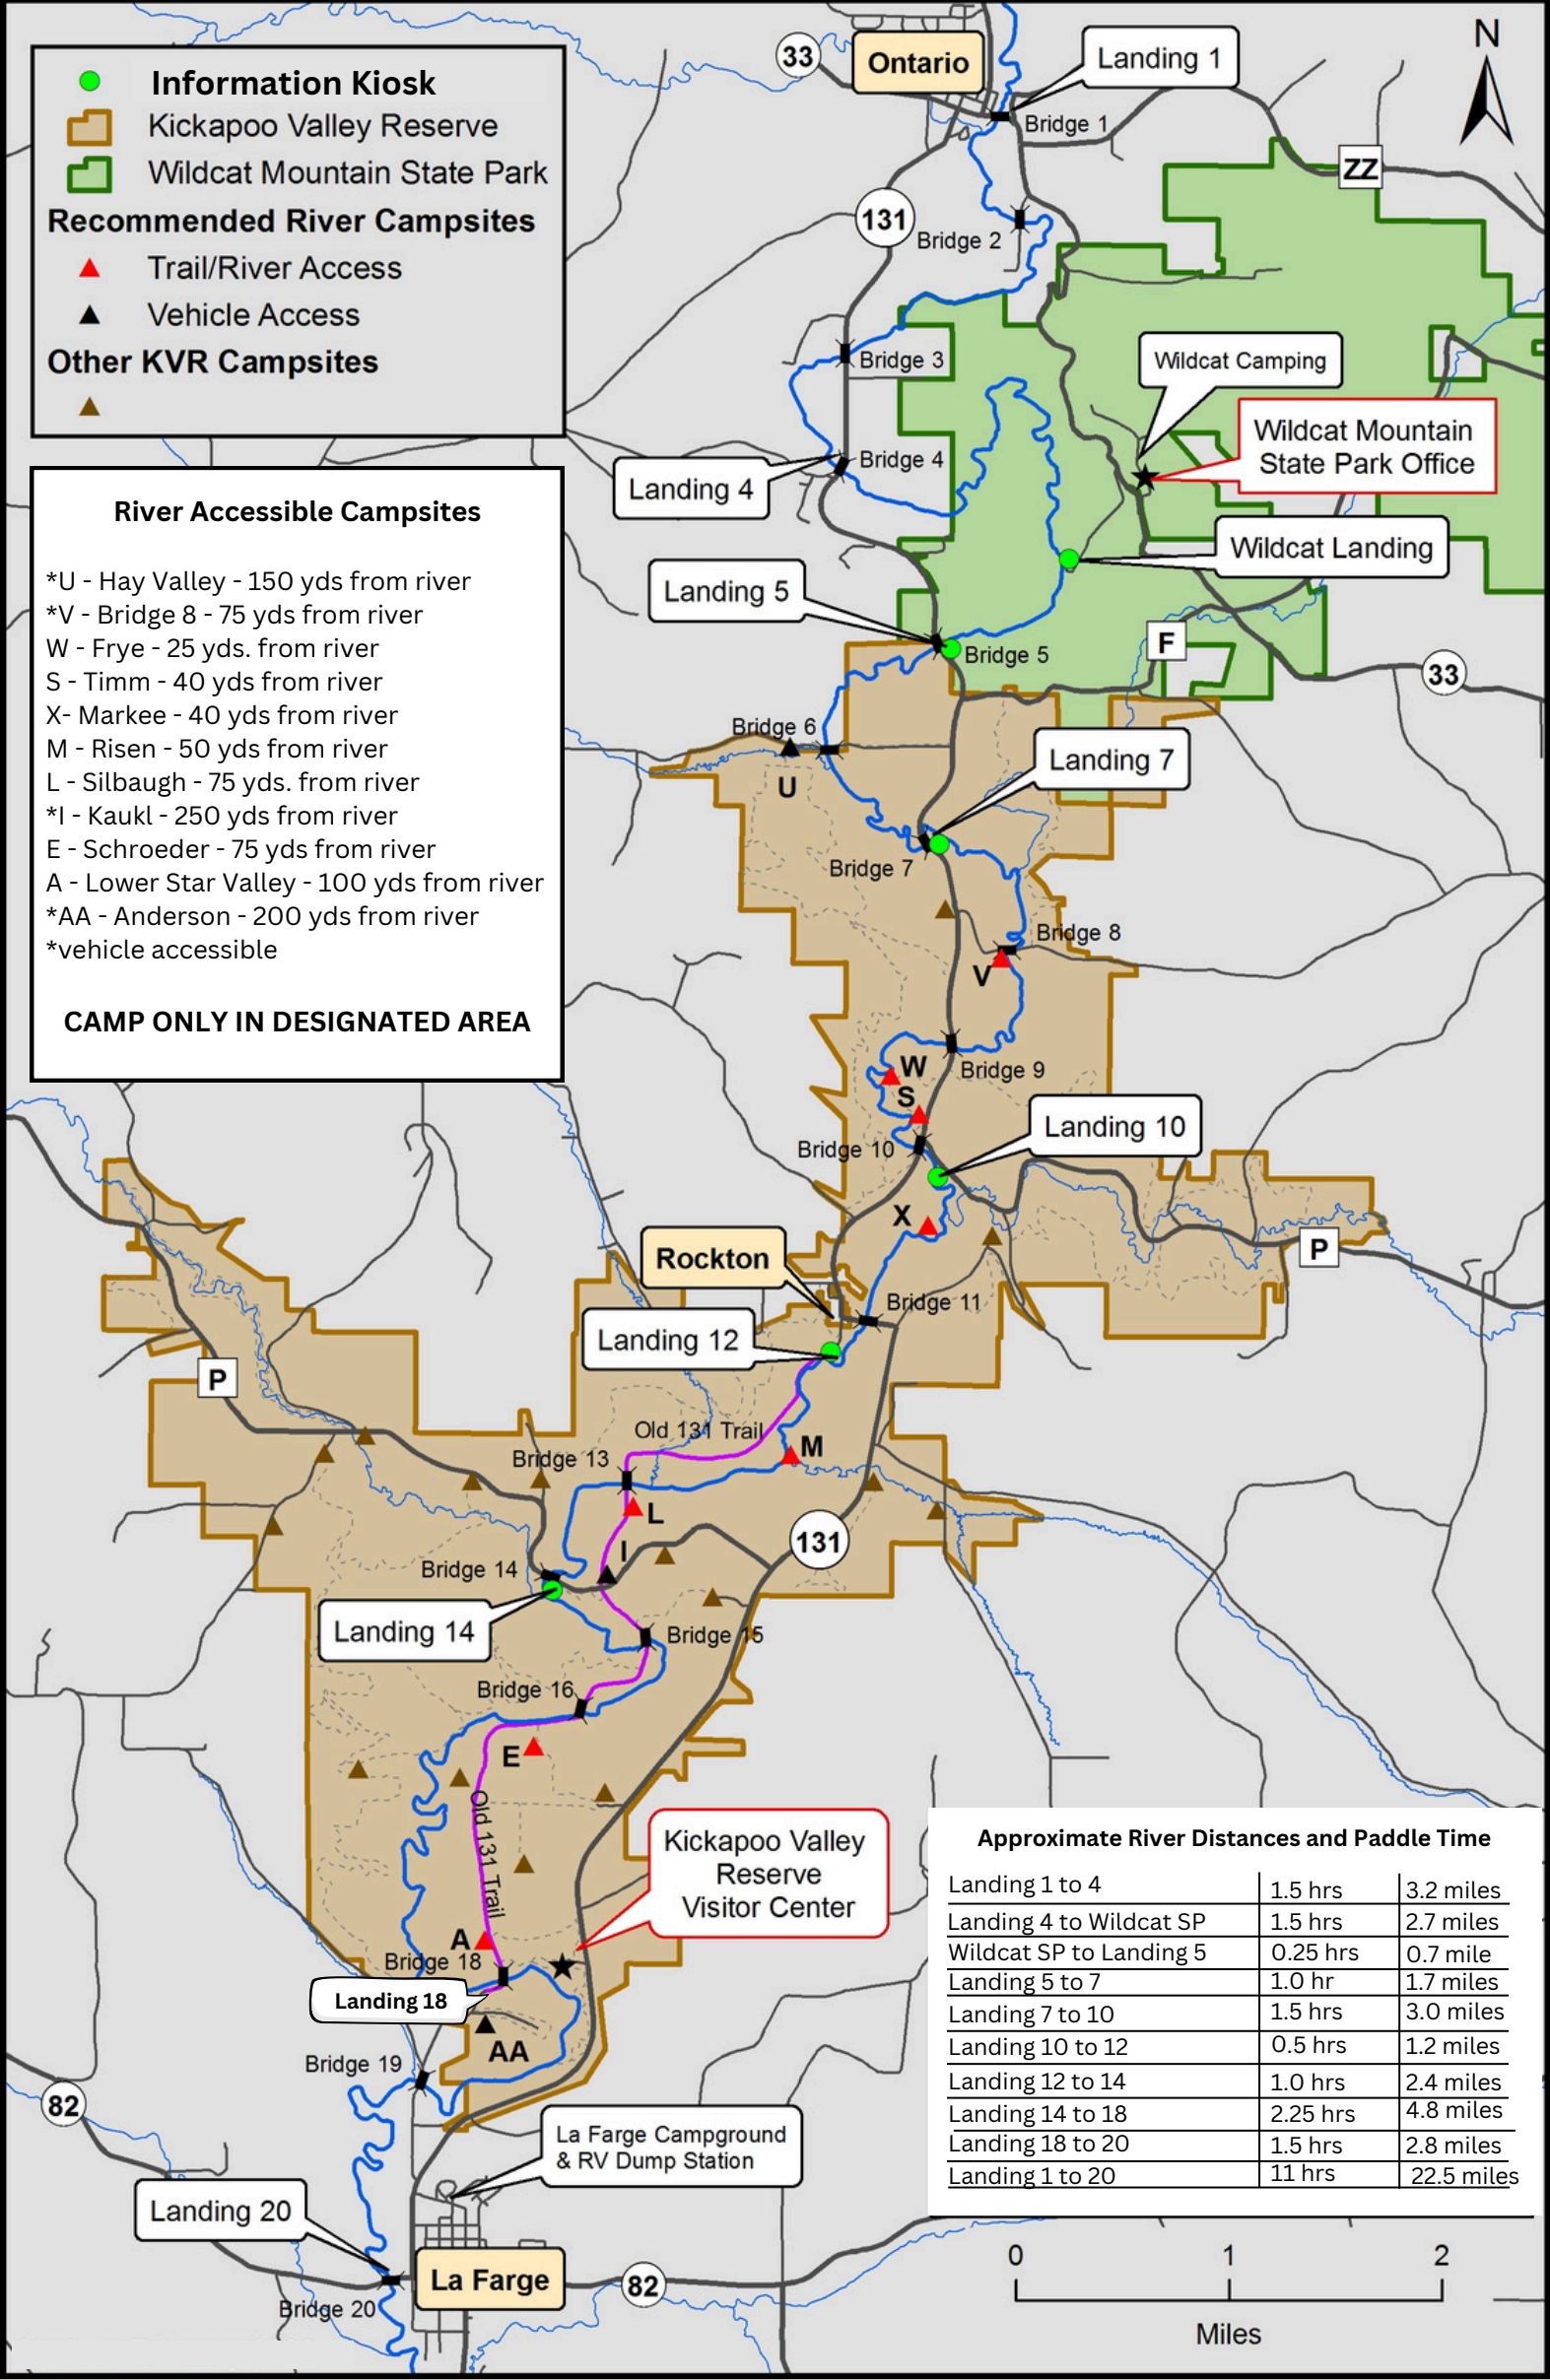 33
Ontario
Landing 1
N
Information Kiosk
Kickapoo Valley Reserve
Wildcat Mountain State Park
Recommended River Campsites
Trail/River Access
Vehicle Access
Other KVR Campsites
Bridge 1
ZZ
131
Bridge 2
Bridge 3
Wildcat Camping
Wildcat Mountain
State Park Office
Bridge 4
Landing 4
Wildcat Landing
Landing 5
Bridge 5
F
33
River Accessible Campsites
*U - Hay Valley - 150 yds from river
*V - Bridge 8 - 75 yds from river
W - Frye - 25 yds. from river
S - Timm - 40 yds from river
X- Markee - 40 yds from river
M - Risen - 50 yds from river
L - Silbaugh - 75 yds. from river
*I - Kaukl - 250 yds from river
E - Schroeder - 75 yds from river
A - Lower Star Valley - 100 yds from river
*AA - Anderson - 200 yds from river
*vehicle accessible
CAMP ONLY IN DESIGNATED AREA
Bridge 6
U
Landing 7
Bridge 7
Bridge 8
V
W
Bridge 9
S
Landing 10
Bridge 10
X
Rockton
P
Bridge 11
Landing 12
P
Old 131 Trail
M
Bridge 13
L
131
I
Bridge 14
Landing 14
Bridge 15
Bridge 16
E
Old 131 Trail
Kickapoo Valley
Reserve
Visitor Center
A
Bridge 18
Landing 18
AA
Bridge 19
82
La Farge Campground
& RV Dump Station
Landing 20
La Farge
82
Bridge 20
Approximate River Distances and Paddle Time
Landing 1 to 4 1.5 hrs 3.2 miles
Landing 4 to Wildcat SP 1.5 hrs 2.7 miles
Wildcat SP to Landing 5 0.25 hrs 0.7 mile
Landing 5 to 7 1.0 hr 1.7 miles
Landing 7 to 10 1.5 hrs 3.0 miles
Landing 10 to 12 0.5 hrs 1.2 miles
Landing 12 to 14 1.0 hrs 2.4 miles
Landing 14 to 18 2.25 hrs 4.8 miles
Landing 18 to 20 1.5 hrs 2.8 miles
Landing 1 to 20 11 hrs 22.5 miles
0 1 2
Miles